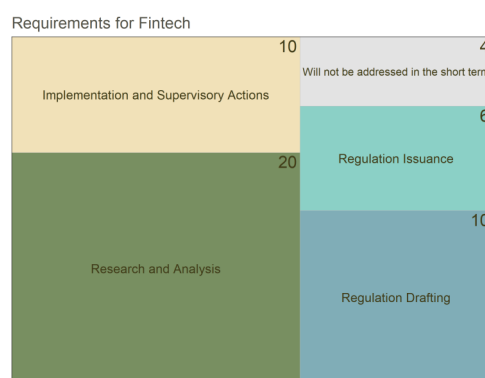 Requirements for Fintech
10
Implementation and Supervisory Actions
20
Research and Analysis
4
Will not be addressed in the short term
6
Regulation Issuance
10
Regulation Drafting